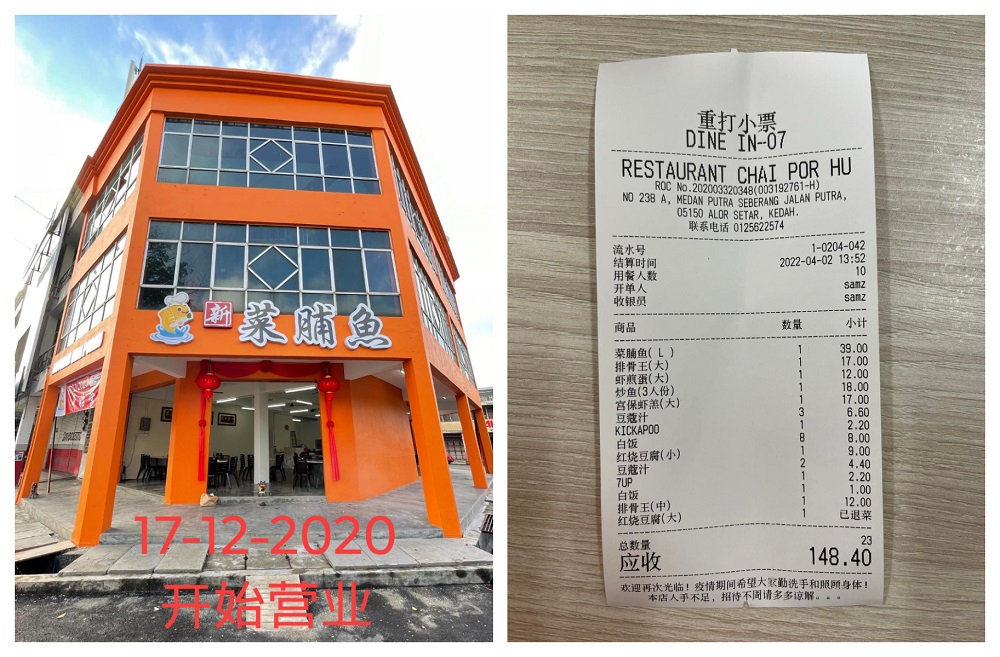 新 菜脯鱼
17-12-2020
开始营业
重打小票
DINE IN-07
RESTAURANT CHAI POR HU
ROC No.202003320348(003192761-H)
NO 238 A, MEDAN PUTRA SEBERANG JALAN PUTRA,
05150 ALOR SETAR, KEDAH.
联系电话 0125622574
流水号 1-0204-042
结算时间 2022-04-02 13:52
用餐人数 10
开单人 samz
收银员 samz
商品 数量 小计
菜脯鱼( L ) 1 39.00
排骨王(大) 1 17.00
虾煎蛋(大) 1 12.00
炒鱼(3人份) 1 18.00
宫保虾羔(大) 1 17.00
豆蔻汁 3 6.60
KICKAPOO 1 2.20
白饭 8 8.00
红烧豆腐(小) 1 9.00
豆蔻汁 2 4.40
7UP 1 2.20
白饭 1 1.00
排骨王(中) 1 12.00
红烧豆腐(大) 1 已退菜
总数量 23
应收 148.40
欢迎再次光临！疫情期间希望大家勤洗手和照顾身体！
本店人手不足，招待不周请多多谅解。。。